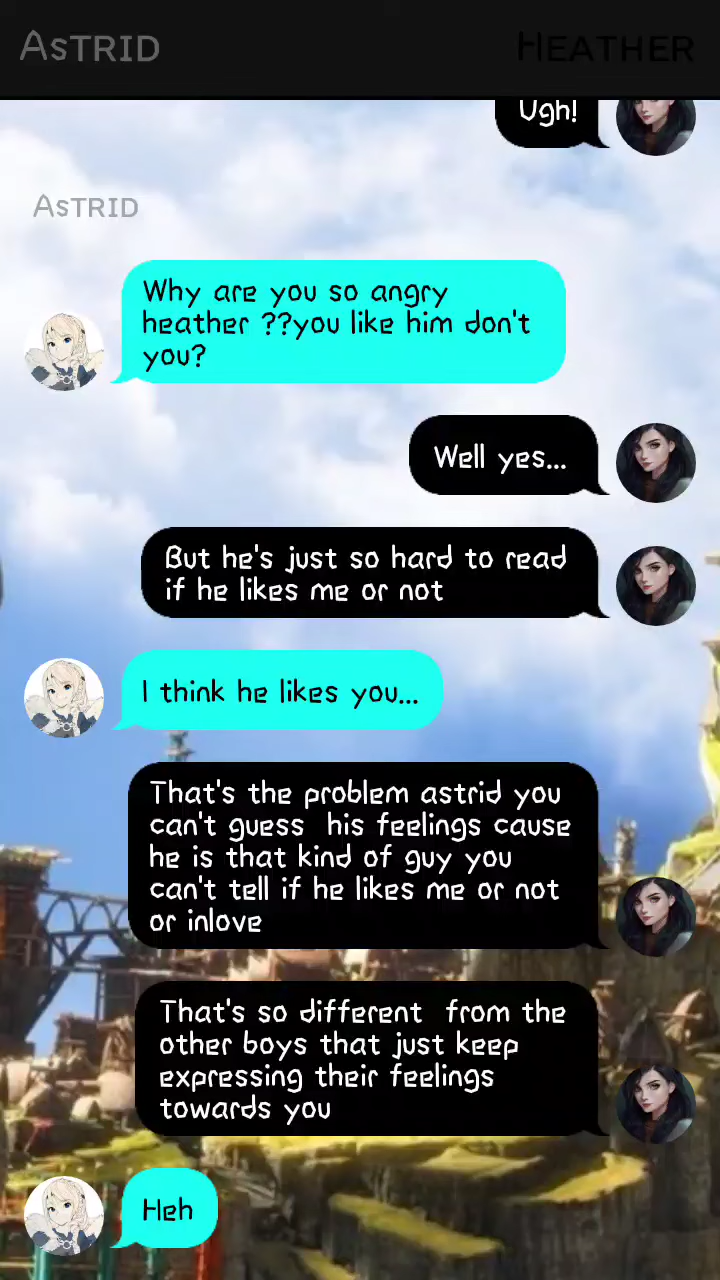 ASTRID
HEATHER
Ugh!
ASTRID
Why are you so angry
heather ??you like him don't
you?
Well yes...
But he's just so hard to read
if he likes me or not
I think he likes you...
That's the problem astrid you
can't guess  his feelings cause
he is that kind of guy you
can't tell if he likes me or not
or inlove
That's so different  from the
other boys that just keep
expressing their feelings
towards you
Heh